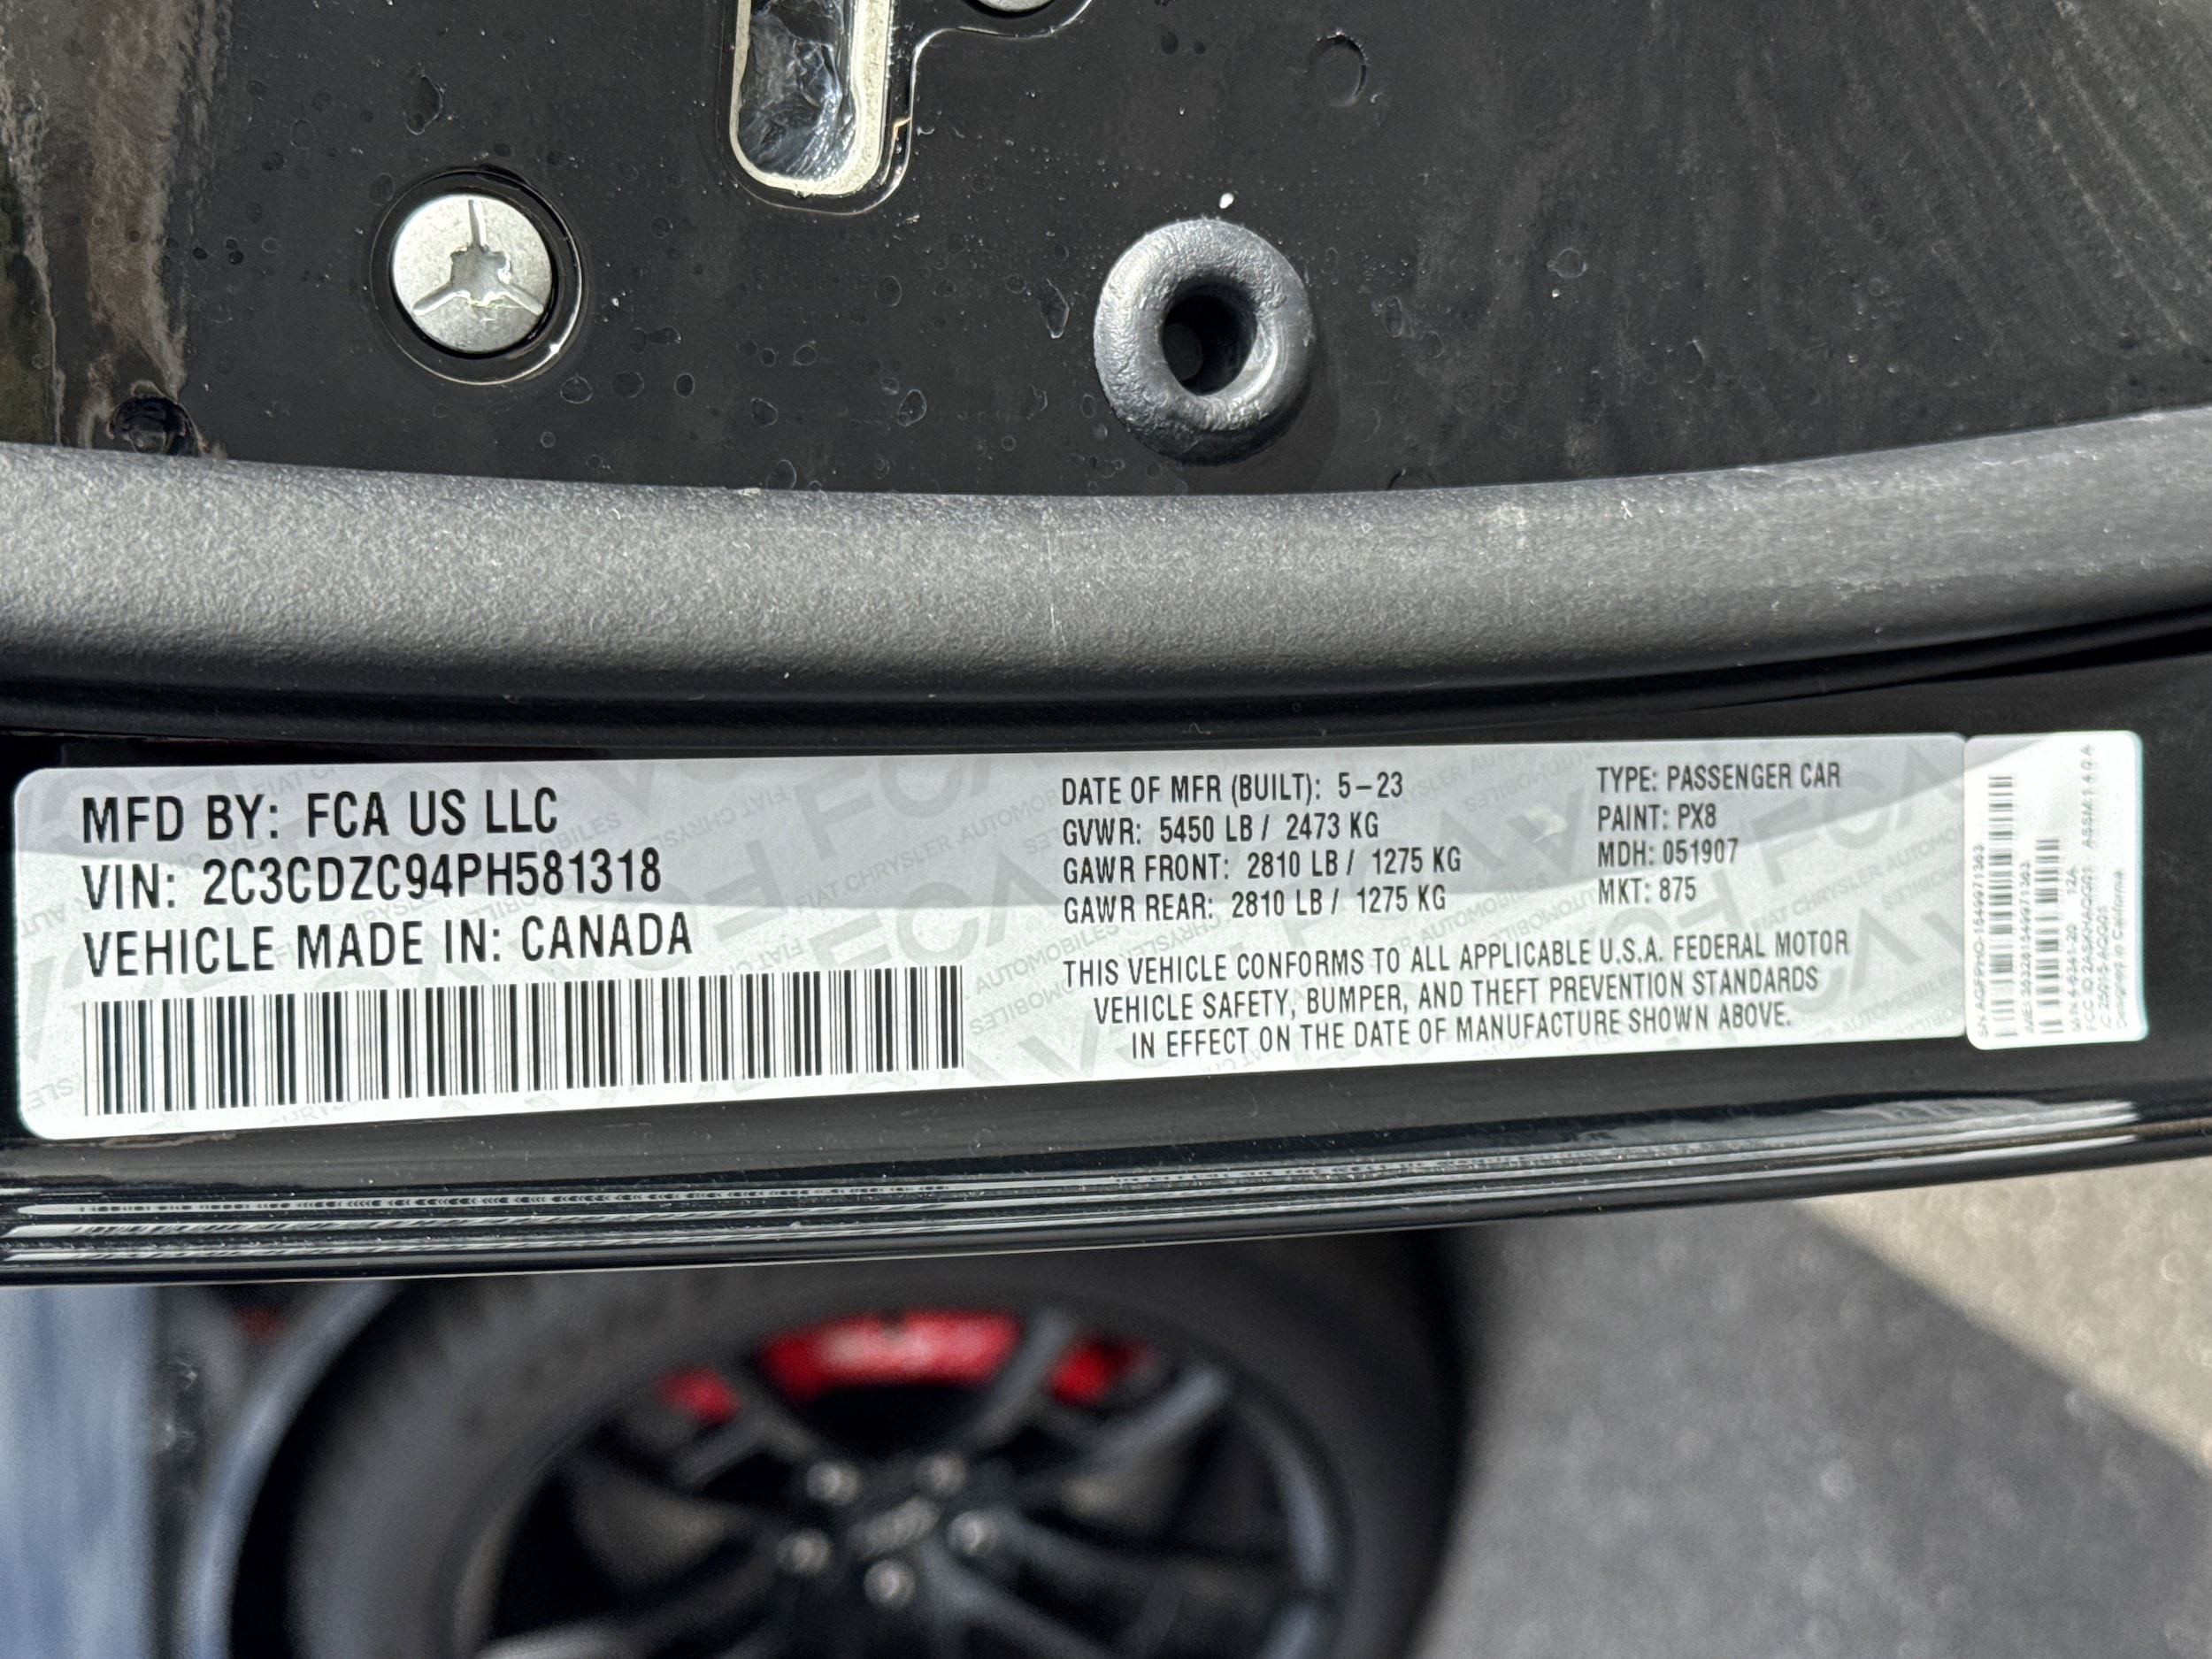 MFD BY: FCA US LLC
VIN: 2C3CDZC94PH581318
VEHICLE MADE IN: CANADA
DATE OF MFR (BUILT): 5-23
GVWR: 5450 LB / 2473 KG
GAWR FRONT: 2810 LB / 1275 KG
GAWR REAR: 2810 LB / 1275 KG
TYPE: PASSENGER CAR
PAINT: PX8
MDH: 051907
MKT: 875
THIS VEHICLE CONFORMS TO ALL APPLICABLE U.S.A. FEDERAL MOTOR
VEHICLE SAFETY, BUMPER, AND THEFT PREVENTION STANDARDS
IN EFFECT ON THE DATE OF MANUFACTURE SHOWN ABOVE.
Designed in California